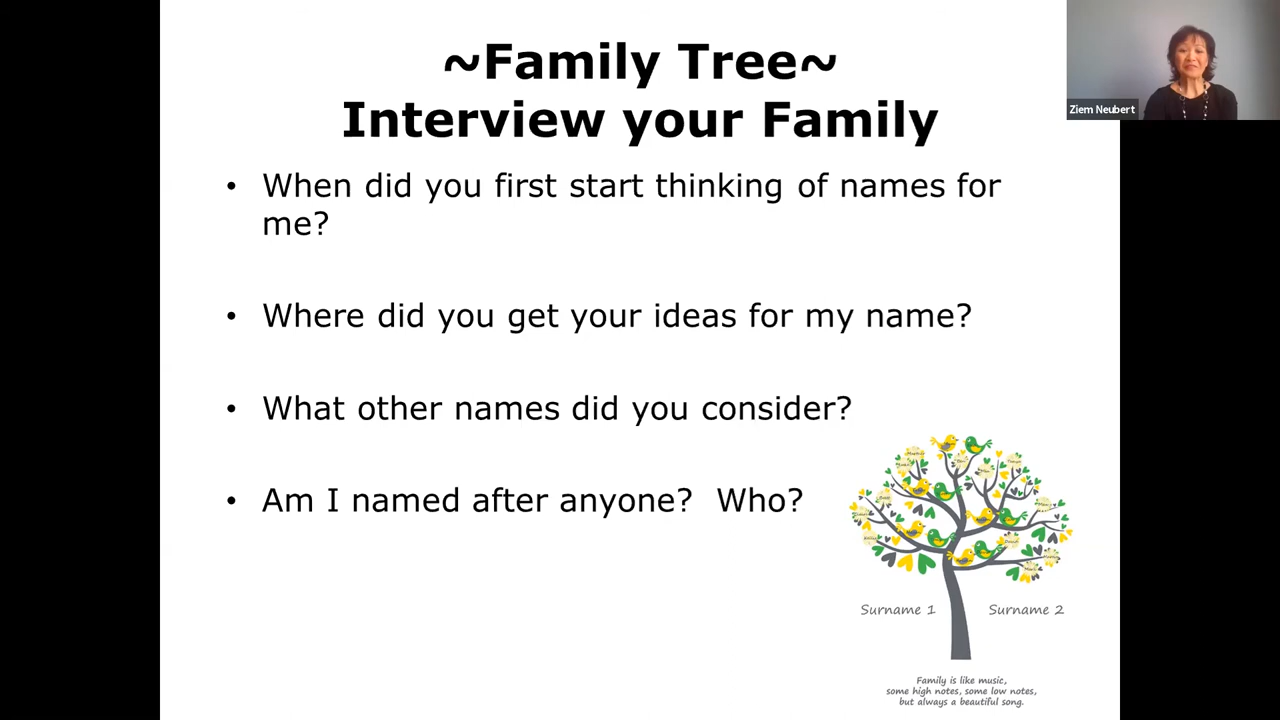 ~Family Tree~
Interview your Family
Ziem Neubert
• When did you first start thinking of names for
me?
• Where did you get your ideas for my name?
• What other names did you consider?
• Am I named after anyone?  Who?
Surname 1
Surname 2
Family is like music,
some high notes, some low notes,
but always a beautiful song.